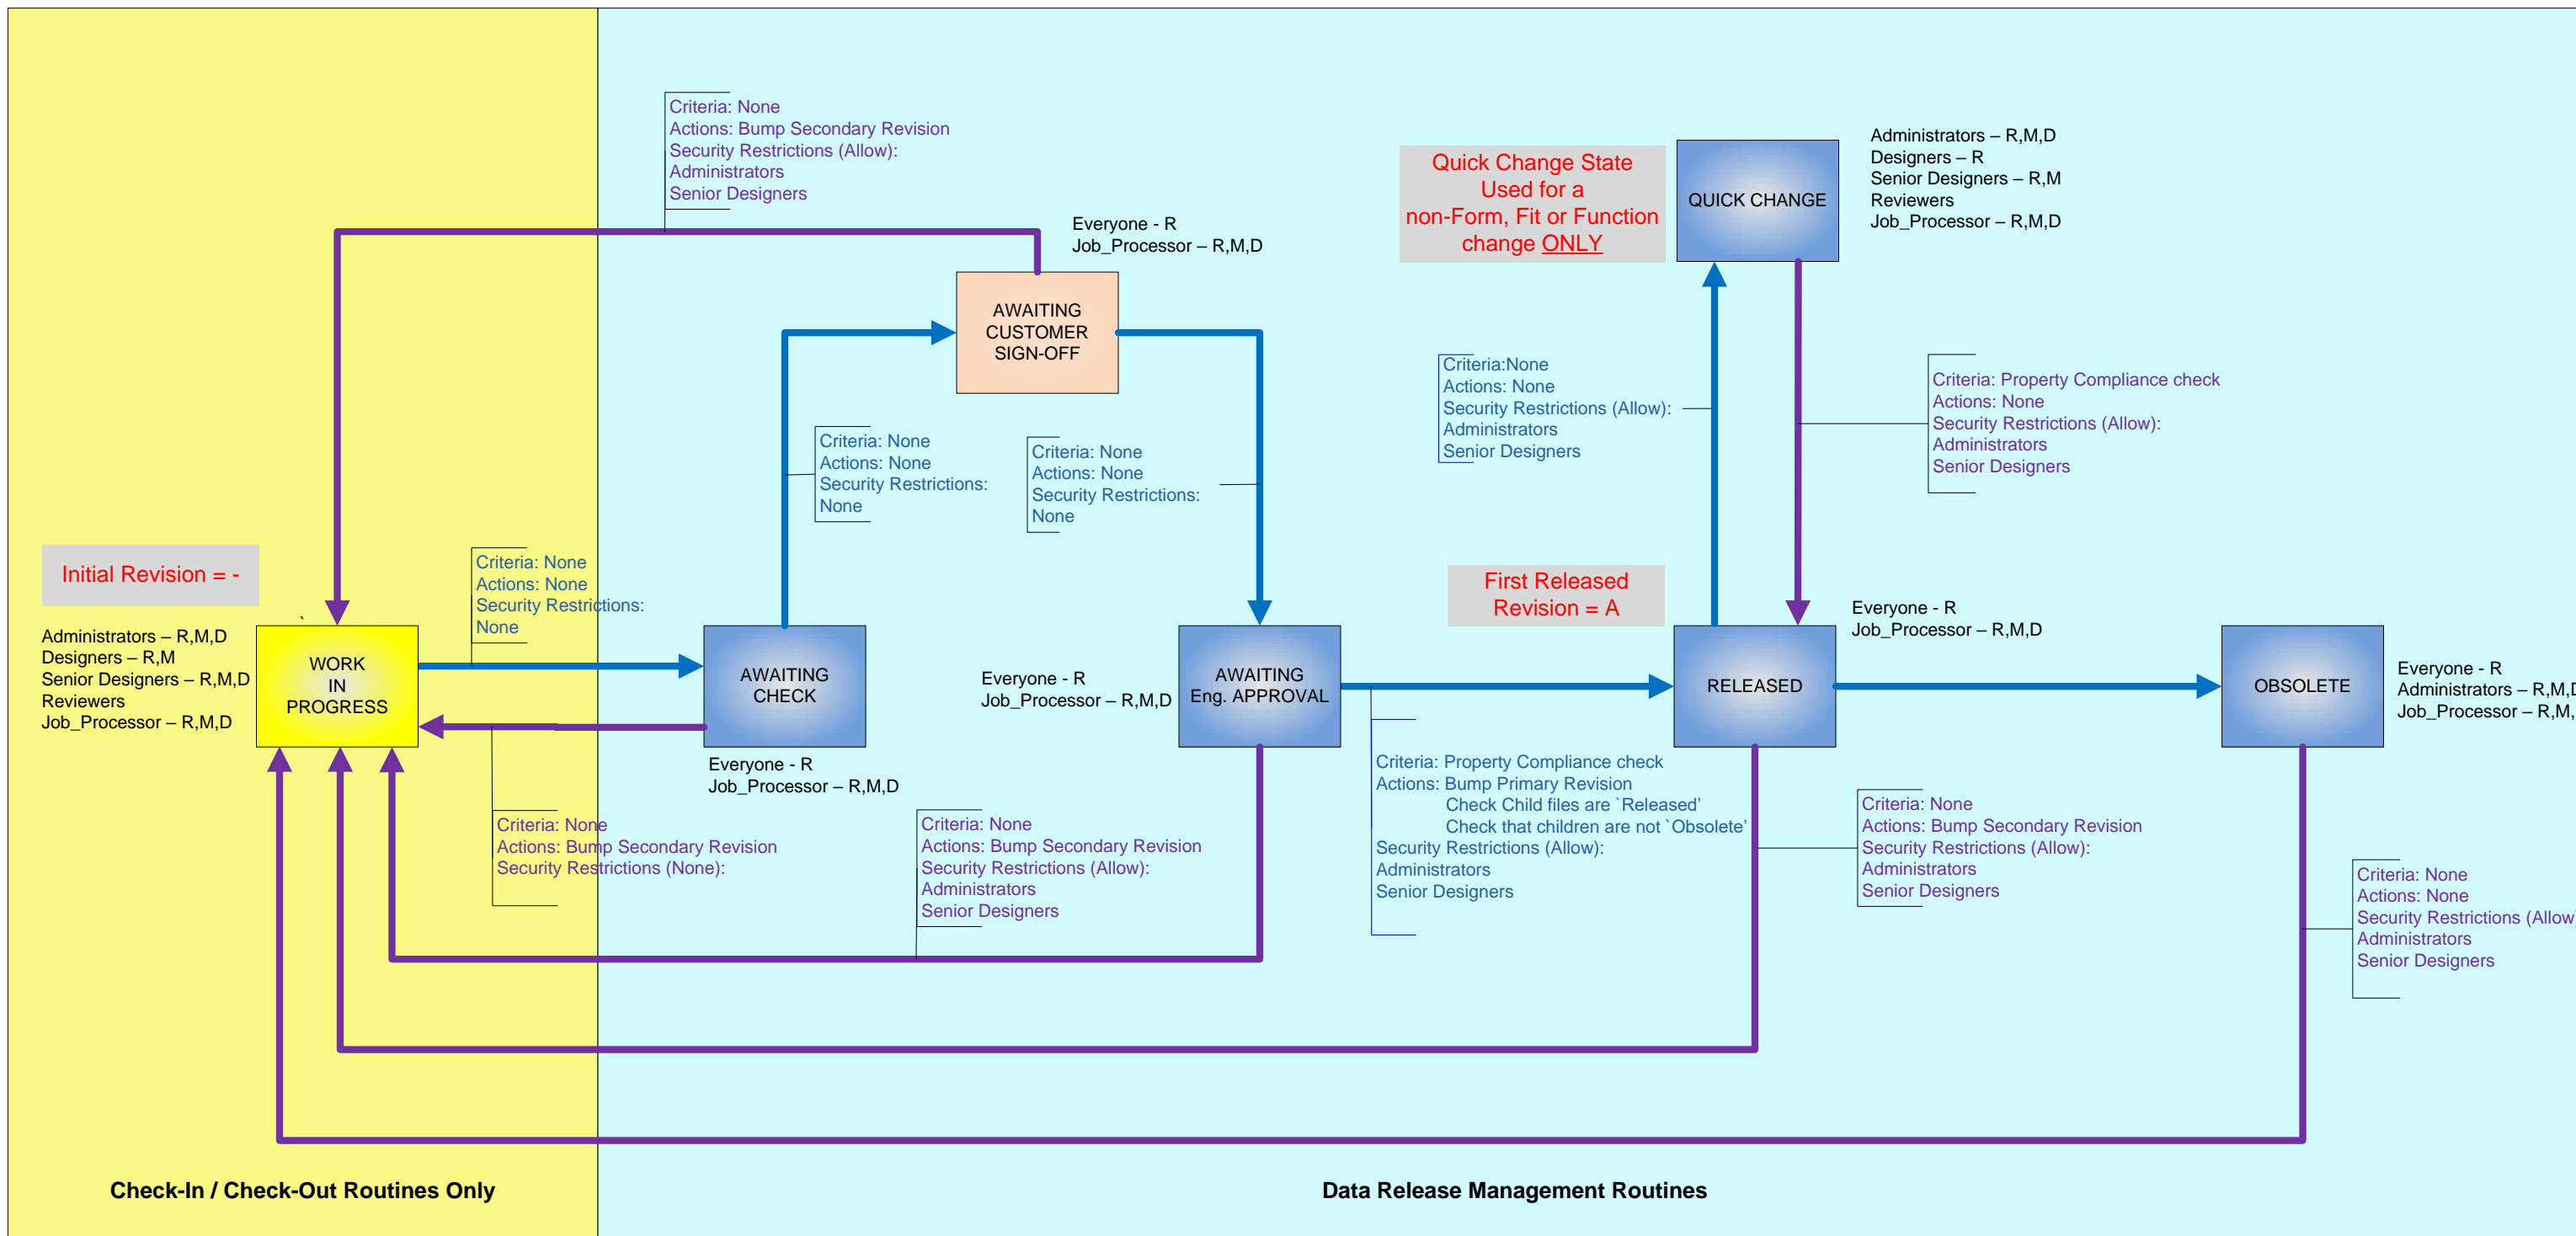 Criteria: None
Actions: Bump Secondary Revision
Security Restrictions (Allow):
Administrators
Senior Designers
Everyone - R
Job_Processor – R,M,D
AWAITING
CUSTOMER
SIGN-OFF
Quick Change State
Used for a
non-Form, Fit or Function
change ONLY
QUICK CHANGE
Administrators – R,M,D
Designers – R
Senior Designers – R,M
Reviewers
Job_Processor – R,M,D
Criteria: None
Actions: None
Security Restrictions:
None
Criteria: None
Actions: None
Security Restrictions:
None
Criteria:None
Actions: None
Security Restrictions (Allow):
Administrators
Senior Designers
Criteria: Property Compliance check
Actions: None
Security Restrictions (Allow):
Administrators
Senior Designers
Initial Revision = -
Criteria: None
Actions: None
Security Restrictions:
None
First Released
Revision = A
`
Administrators – R,M,D
Designers – R,M
Senior Designers – R,M,D
Reviewers
Job_Processor – R,M,D
WORK
IN
PROGRESS
AWAITING
CHECK
Everyone - R
Job_Processor – R,M,D
Everyone - R
Job_Processor – R,M,D
AWAITING
Eng. APPROVAL
RELEASED
Everyone - R
Job_Processor – R,M,D
OBSOLETE
Everyone - R
Administrators – R,M,D
Job_Processor – R,M,
Criteria: None
Actions: Bump Secondary Revision
Security Restrictions (None):
Criteria: None
Actions: Bump Secondary Revision
Security Restrictions (Allow):
Administrators
Senior Designers
Criteria: Property Compliance check
Actions: Bump Primary Revision
Check Child files are `Released’
Check that children are not `Obsolete’
Security Restrictions (Allow):
Administrators
Senior Designers
Criteria: None
Actions: Bump Secondary Revision
Security Restrictions (Allow):
Administrators
Senior Designers
Criteria: None
Actions: None
Security Restrictions (Allow
Administrators
Senior Designers
Check-In / Check-Out Routines Only
Data Release Management Routines